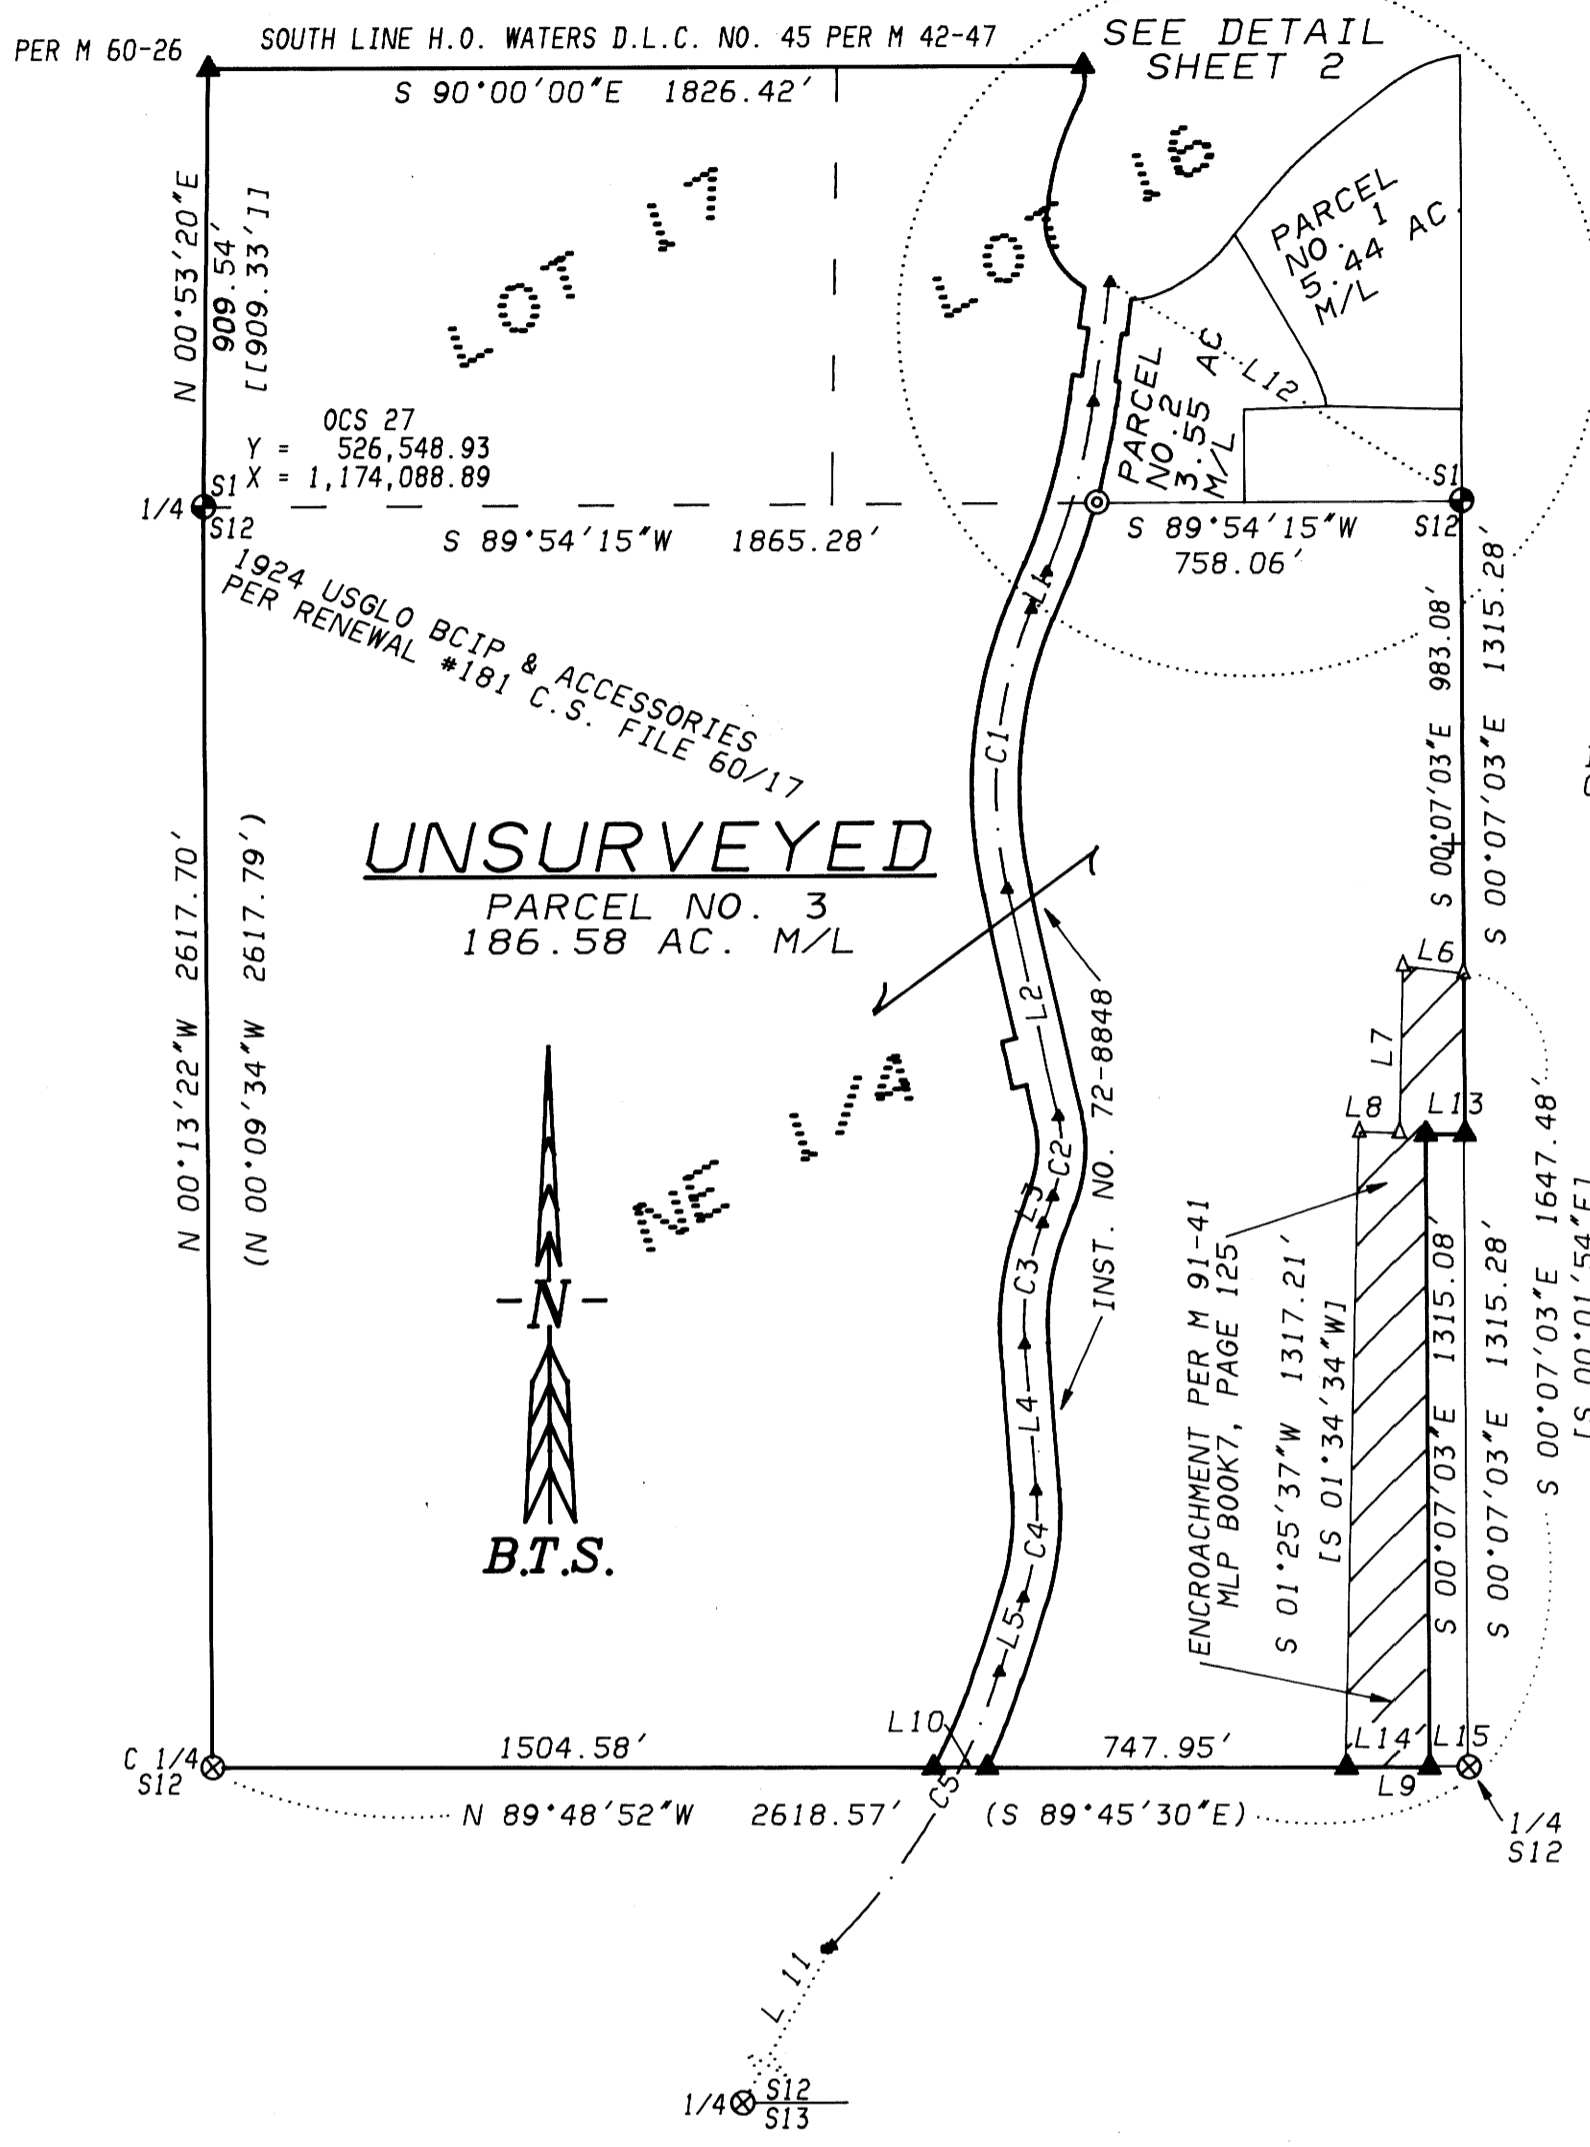 PER M 60-26
SOUTH LINE H.O. WATERS D.L.C. NO. 45 PER M 42-47
SEE DETAIL
SHEET 2
S 90°00'00"E 1826.42'
N 00°53'20"E
909.54'
[[909.33']]
LOT 17
LOT 16
PARCEL
NO. 1
5.44 AC
M/L
PARCEL
NO. 2
3.55 AC
M/L
L12
OCS 27
Y = 526,548.93
X = 1,174,088.89
1/4
S1
S12
S 89°54'15"W 1865.28'
S 89°54'15"W
758.06'
S1
S12
1924 USGLO BCIP & ACCESSORIES
PER RENEWAL #181 C.S. FILE 60/17
L1
C1
S 00°07'03"E 983.08'
S 00°07'03"E 1315.28'
UNSURVEYED
PARCEL NO. 3
186.58 AC. M/L
N 00°13'22"W 2617.70'
(N 00°09'34"W 2617.79')
L2
INST. NO. 72-8848
L6
L7
L8
L13
NE 1/4
C2
L3
C3
L4
C4
L5
-N-
B.T.S.
ENCROACHMENT PER M 91-41
MLP BOOK7, PAGE 125
S 01°25'37"W 1317.21'
[S 01°34'34"W]
S 00°07'03"E 1315.08'
S 00°07'03"E 1315.28'
S 00°07'03"E 1647.48'
[S 00°01'54"E]
C 1/4
S12
1504.58'
L10
747.95'
L14
L15
L9
C5
N 89°48'52"W 2618.57' (S 89°45'30"E)
1/4
S12
L 11
1/4
S12
S13